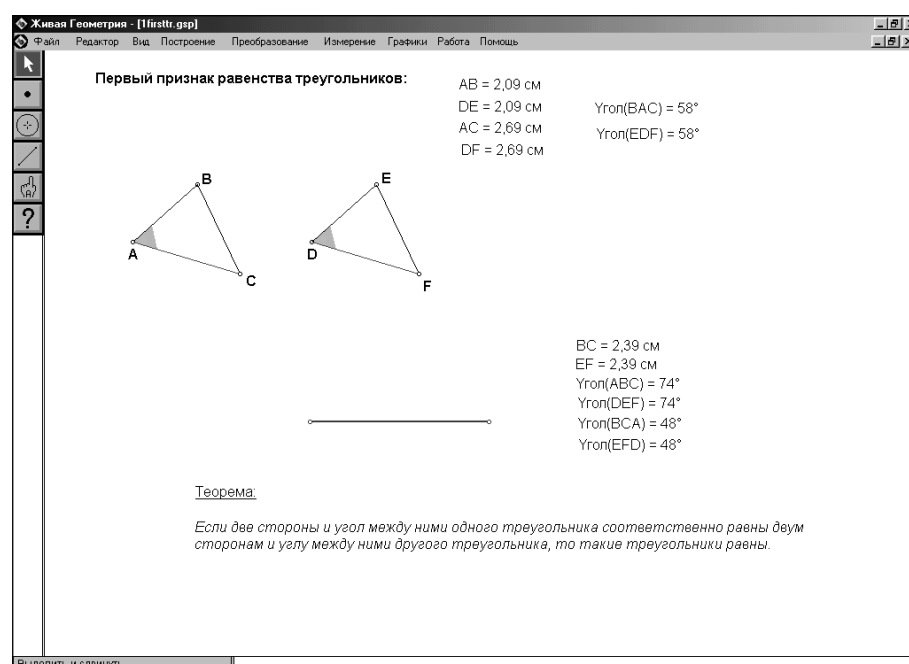 Живая Геометрия - [1firsttr.gsp]
Файл Редактор Вид Построение Преобразование Измерение Графики Работа Помощь
Первый признак равенства треугольников:
AB = 2,09 см
DE = 2,09 см
AC = 2,69 см
DF = 2,69 см
Угол(BAC) = 58°
Угол(EDF) = 58°
B
A
C
E
D
F
BC = 2,39 см
EF = 2,39 см
Угол(ABC) = 74°
Угол(DEF) = 74°
Угол(BCA) = 48°
Угол(EFD) = 48°
Теорема:
Если две стороны и угол между ними одного треугольника соответственно равны двум
сторонам и углу между ними другого треугольника, то такие треугольники равны.
Выделить и сдвинуть